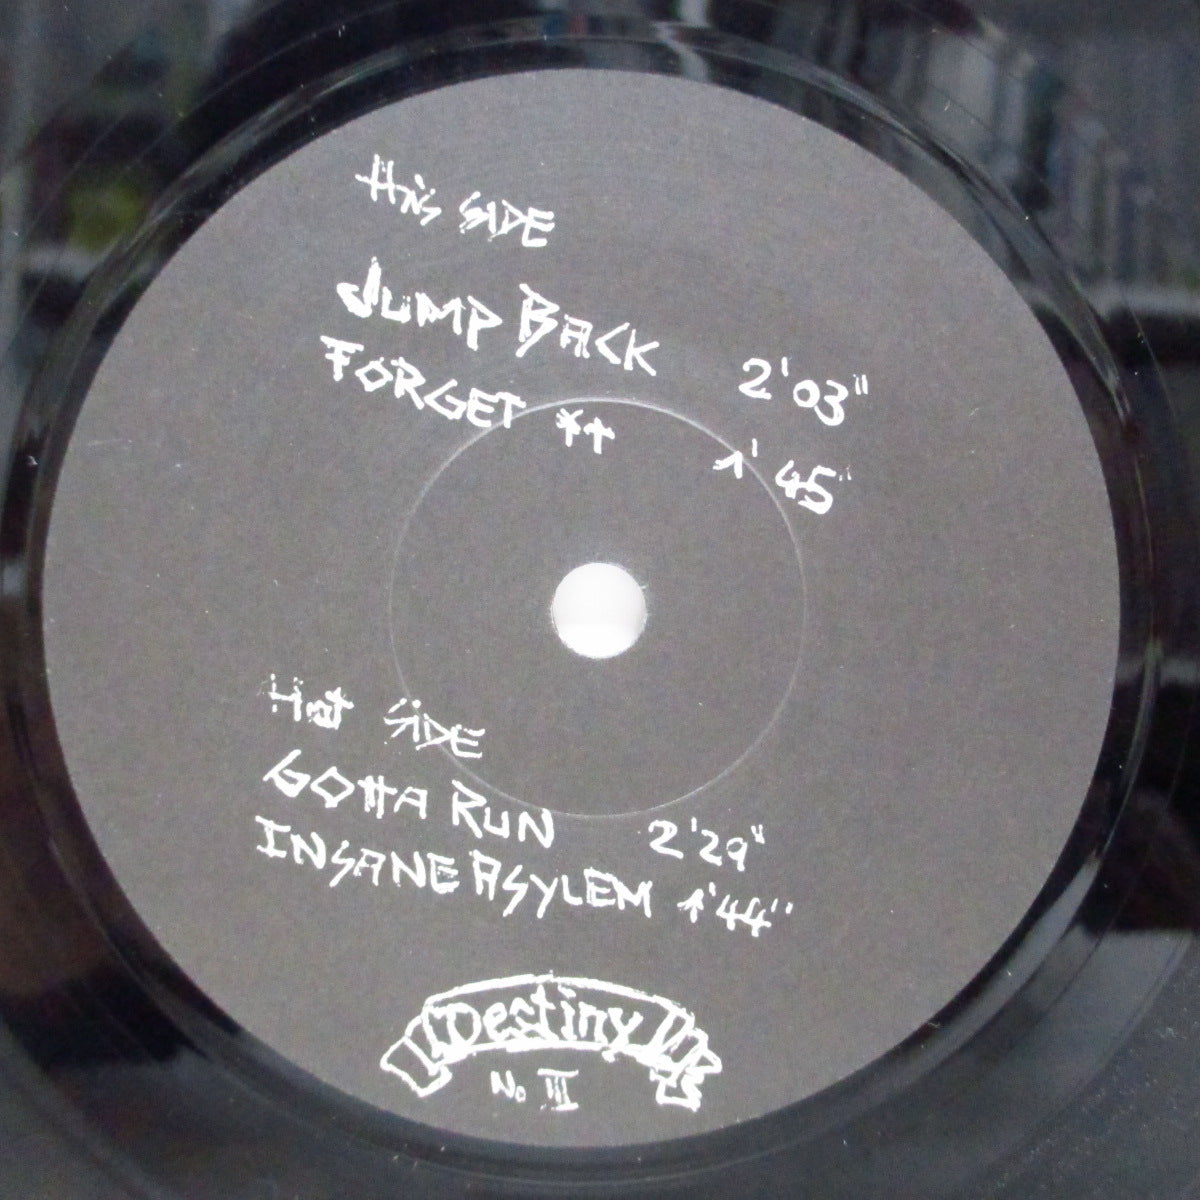 This SIDE
JUMP BACK 2'03"
FORGET ** 1'45"
That SIDE
GOTTA RUN 2'29"
INSANE ASYLEM 1'44"
Destiny
No III